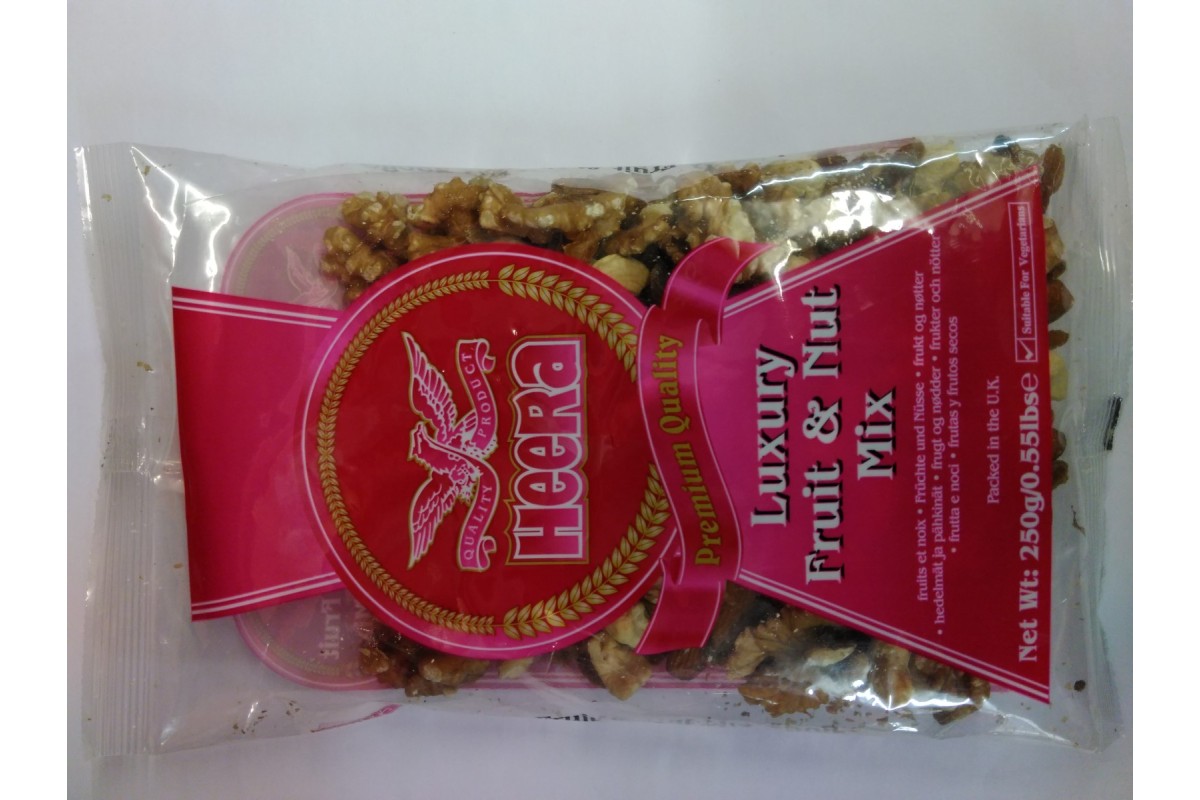 QUALITY PRODUCT
HEERA
Premium Quality
Luxury
Fruit & Nut
Mix
fruits et noix • Früchte und Nüsse • frukt og nøtter
• hedelmät ja pähkinät • frugt og nødder • frukter och nötter
• frutta e noci • frutas y frutos secos
Packed in the U.K.
Net Wt: 250g/0.55lbs℮
Suitable For Vegetarians
Fruit